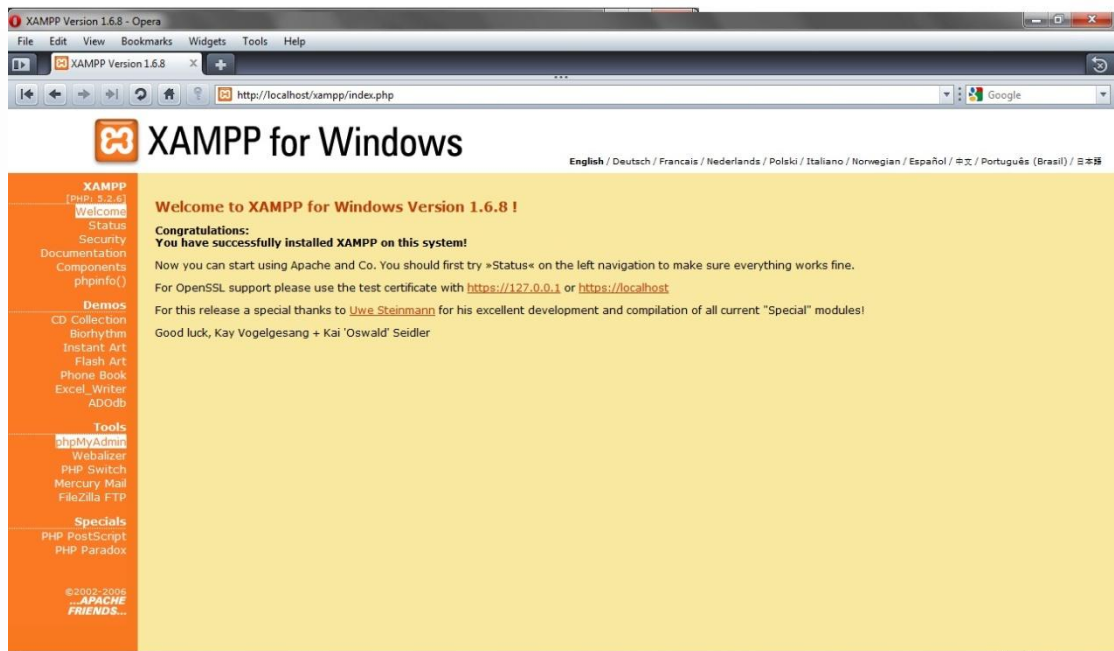 XAMPP Version 1.6.8 - Opera
File Edit View Bookmarks Widgets Tools Help
XAMPP Version 1.6.8
http://localhost/xampp/index.php
Google
XAMPP for Windows
English / Deutsch / Francais / Nederlands / Polski / Italiano / Norwegian / Español / 中文 / Português (Brasil) / 日本語
XAMPP
[PHP: 5.2.6]
Welcome
Status
Security
Documentation
Components
phpinfo()
Demos
CD Collection
Biorhythm
Instant Art
Flash Art
Phone Book
Excel_Writer
ADOdb
Tools
phpMyAdmin
Webalizer
PHP Switch
Mercury Mail
FileZilla FTP
Specials
PHP PostScript
PHP Paradox
©2002-2006
...APACHE
FRIENDS...
Welcome to XAMPP for Windows Version 1.6.8 !
Congratulations:
You have successfully installed XAMPP on this system!
Now you can start using Apache and Co. You should first try »Status« on the left navigation to make sure everything works fine.
For OpenSSL support please use the test certificate with https://127.0.0.1 or https://localhost
For this release a special thanks to Uwe Steinmann for his excellent development and compilation of all current "Special" modules!
Good luck, Kay Vogelgesang + Kai 'Oswald' Seidler